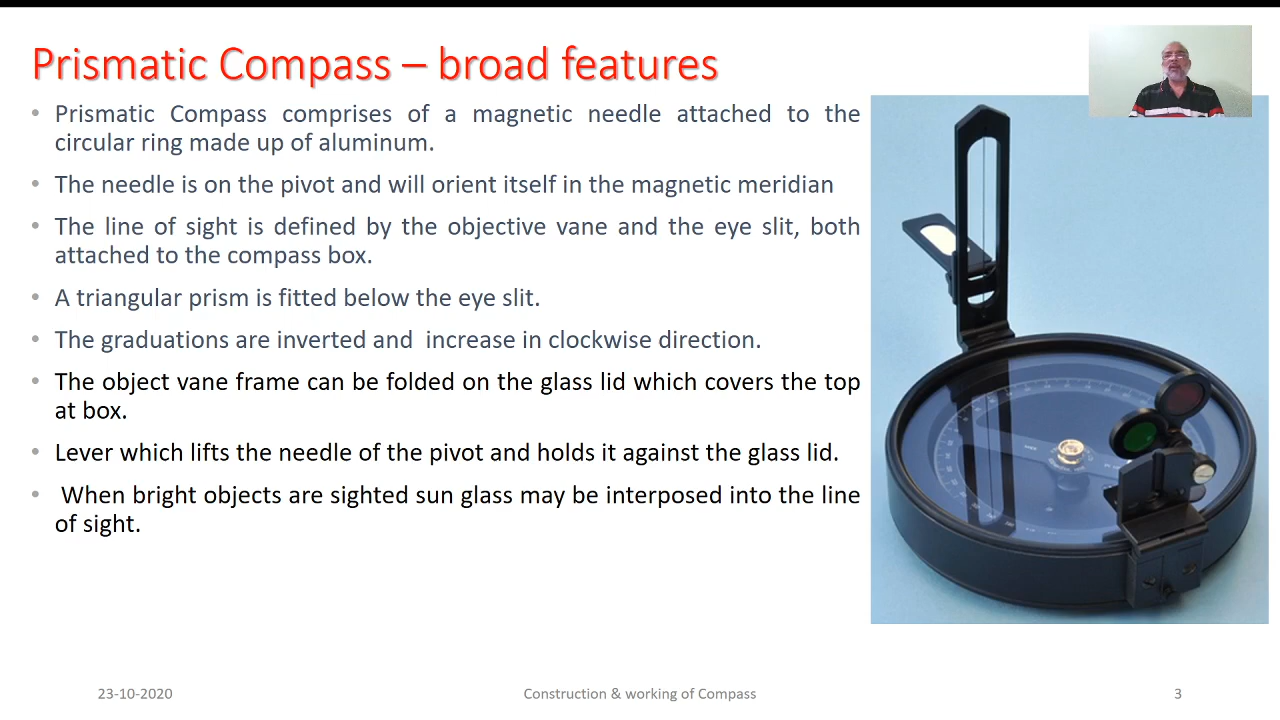 Prismatic Compass – broad features
• Prismatic Compass comprises of a magnetic needle attached to the
circular ring made up of aluminum.
• The needle is on the pivot and will orient itself in the magnetic meridian
• The line of sight is defined by the objective vane and the eye slit, both
attached to the compass box.
• A triangular prism is fitted below the eye slit.
• The graduations are inverted and  increase in clockwise direction.
• The object vane frame can be folded on the glass lid which covers the top
at box.
• Lever which lifts the needle of the pivot and holds it against the glass lid.
• When bright objects are sighted sun glass may be interposed into the line
of sight.
23-10-2020
Construction & working of Compass
3